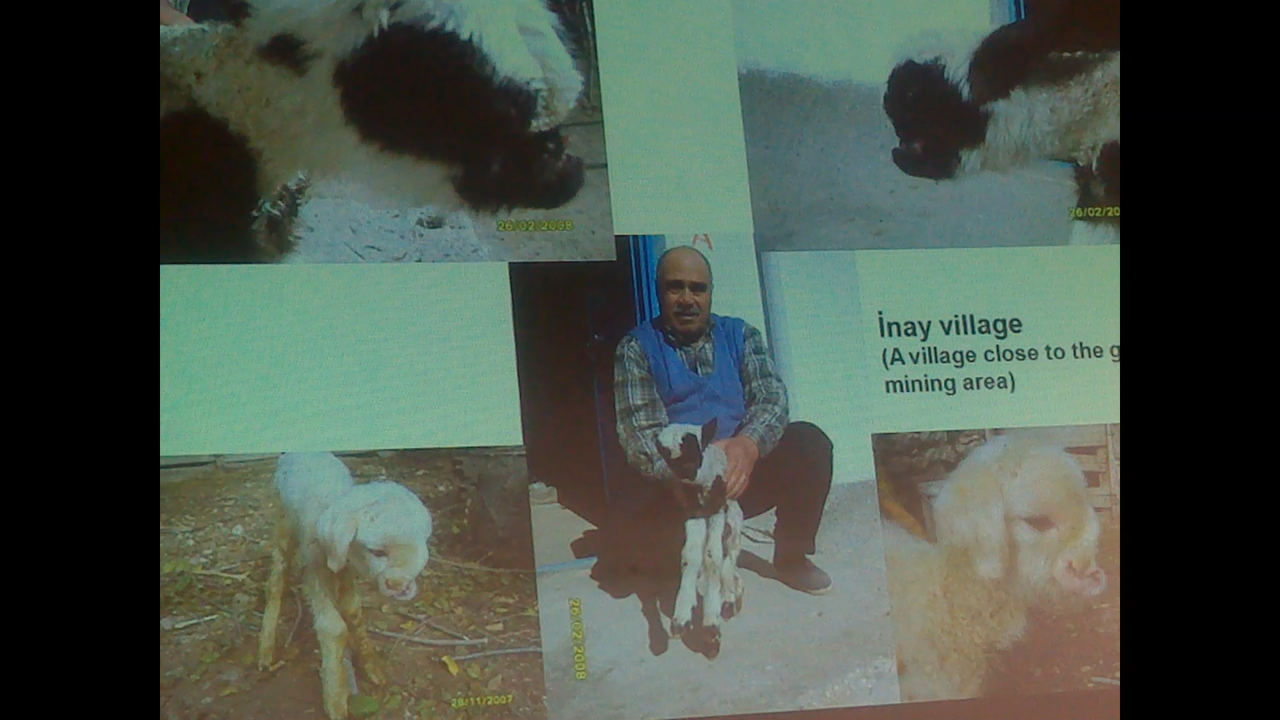 26/02/2008
26/02/20
A
İnay village
(A village close to the g
mining area)
26/02/2008
28/11/2007